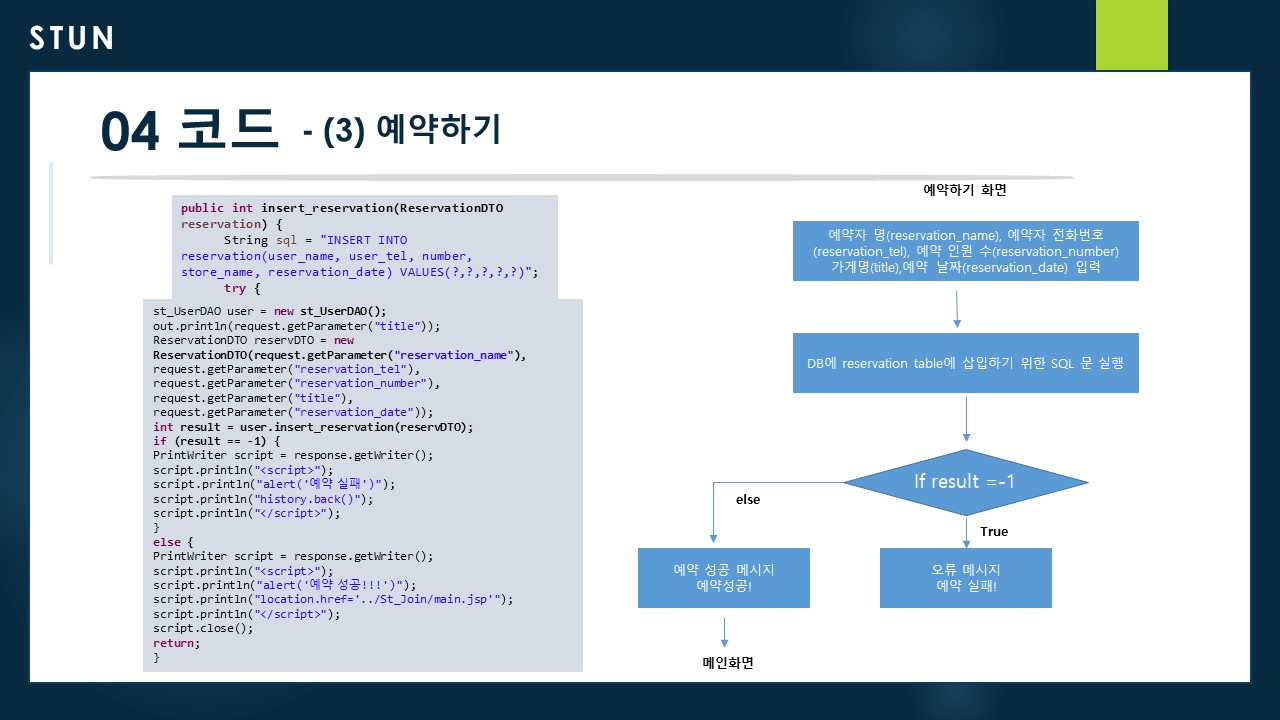 STUN
04 코드 - (3) 예약하기
public int insert_reservation(ReservationDTO
reservation) {
String sql = "INSERT INTO
reservation(user_name, user_tel, number,
store_name, reservation_date) VALUES(?,?,?,?,?)";
try {
st_UserDAO user = new st_UserDAO();
out.println(request.getParameter("title"));
ReservationDTO reservDTO = new
ReservationDTO(request.getParameter("reservation_name"),
request.getParameter("reservation_tel"),
request.getParameter("reservation_number"),
request.getParameter("title"),
request.getParameter("reservation_date"));
int result = user.insert_reservation(reservDTO);
if (result == -1) {
PrintWriter script = response.getWriter();
script.println("<script>");
script.println("alert('예약 실패')");
script.println("history.back()");
script.println("</script>");
}
else {
PrintWriter script = response.getWriter();
script.println("<script>");
script.println("alert('예약 성공!!!')");
script.println("location.href='../St_Join/main.jsp'");
script.println("</script>");
script.close();
return;
}
예약하기 화면
예약자 명(reservation_name), 예약자 전화번호
(reservation_tel), 예약 인원 수(reservation_number)
가게명(title),예약 날짜(reservation_date) 입력
DB에 reservation table에 삽입하기 위한 SQL 문 실행
If result =-1
else
True
예약 성공 메시지
예약성공!
오류 메시지
예약 실패!
메인화면